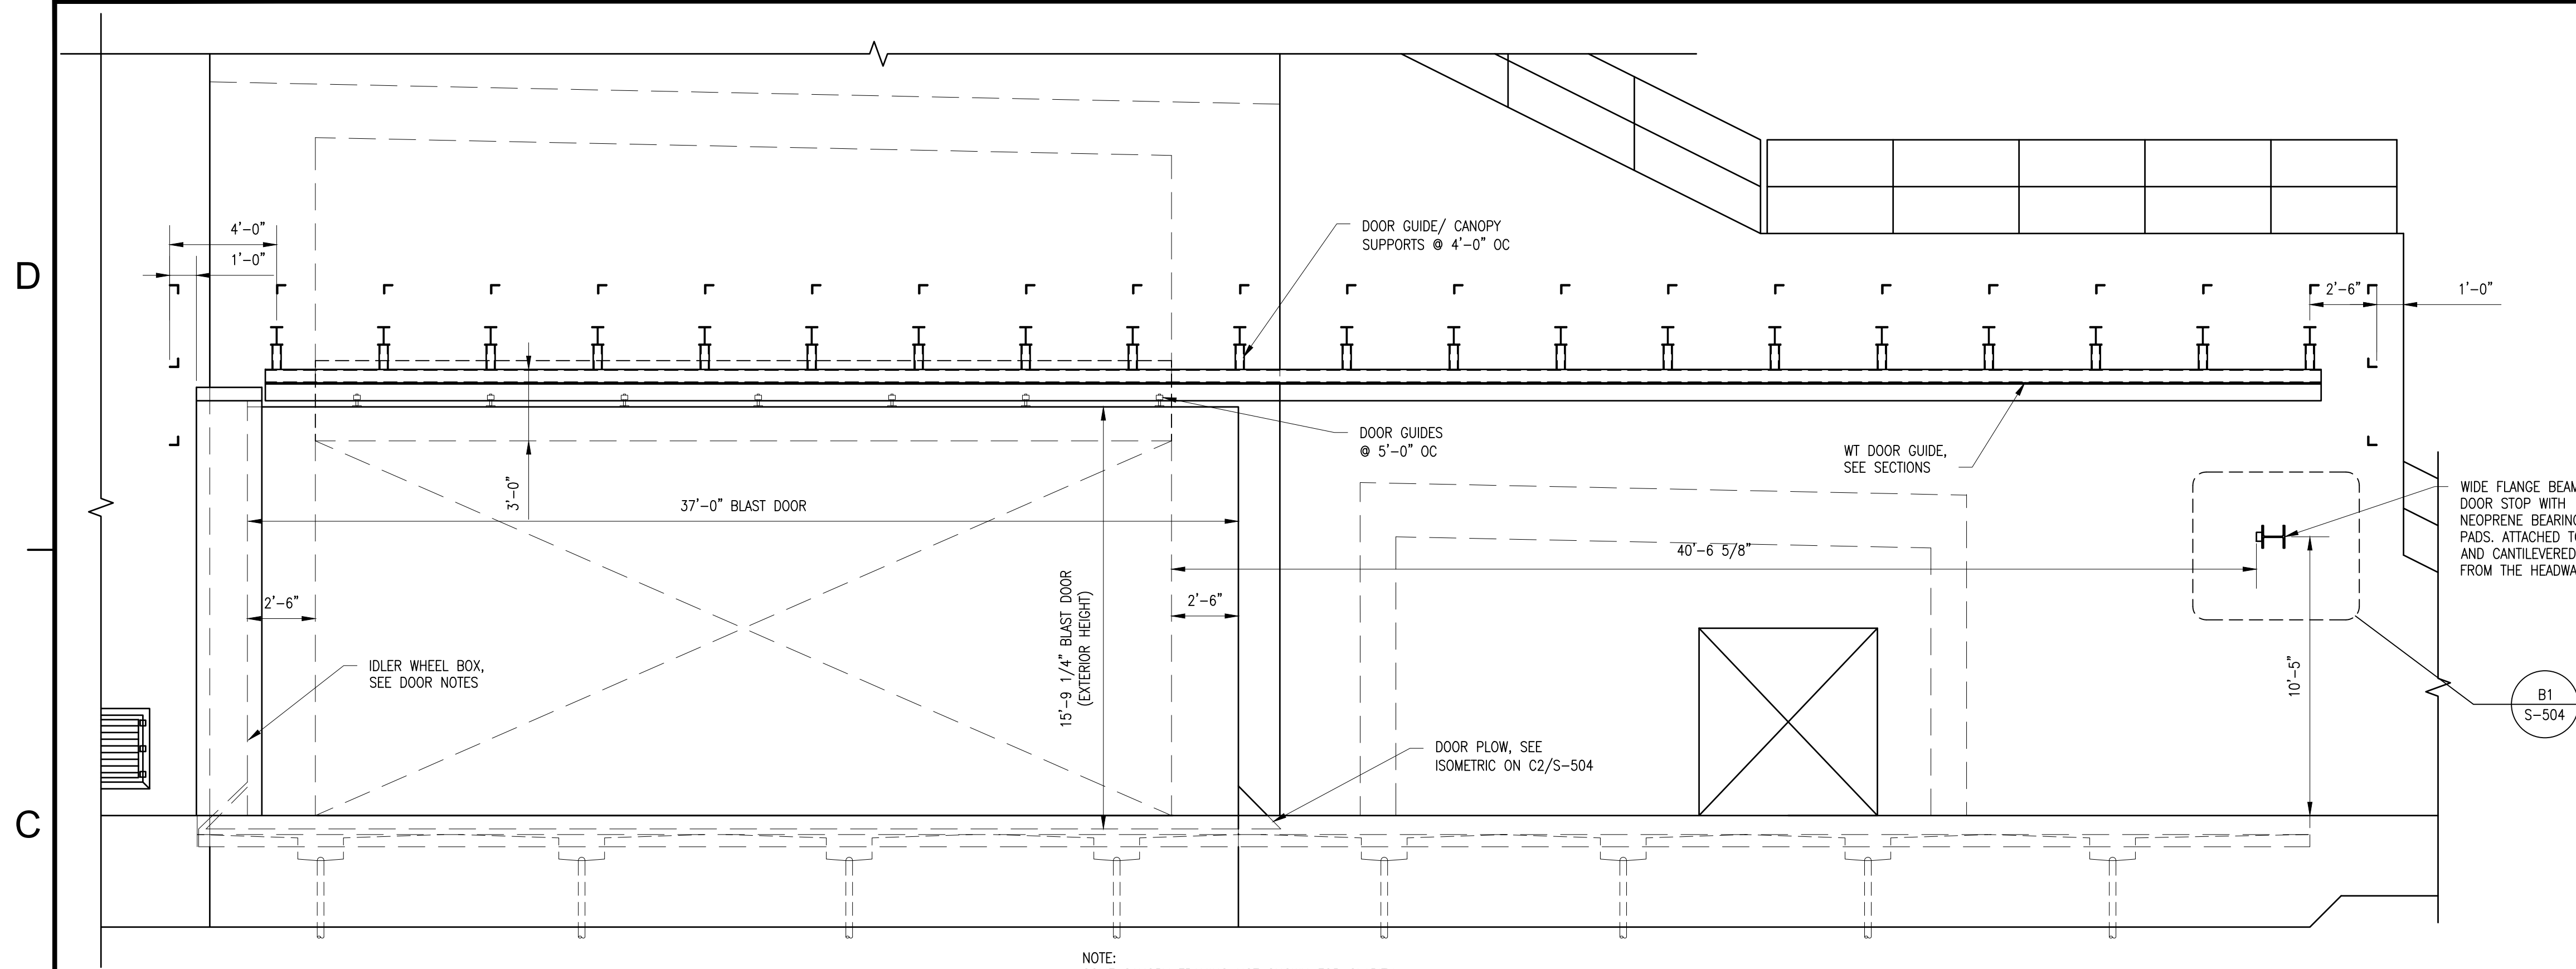 4'-0"
1'-0"
D
DOOR GUIDE/ CANOPY
SUPPORTS @ 4'-0" OC
2'-6"
1'-0"
DOOR GUIDES
@ 5'-0" OC
WT DOOR GUIDE,
SEE SECTIONS
3'-0"
37'-0" BLAST DOOR
WIDE FLANGE BEAM
DOOR STOP WITH
NEOPRENE
PADS. ATTACHED
AND CANTILEVERED
FROM THE
40'-6 5/8"
2'-6"
2'-6"
15'-9 1/4" BLAST DOOR
(EXTERIOR HEIGHT)
10'-5"
IDLER WHEEL BOX,
SEE DOOR NOTES
B1
S-504
DOOR PLOW, SEE
ISOMETRIC ON C2/S-504
C
NOTE: